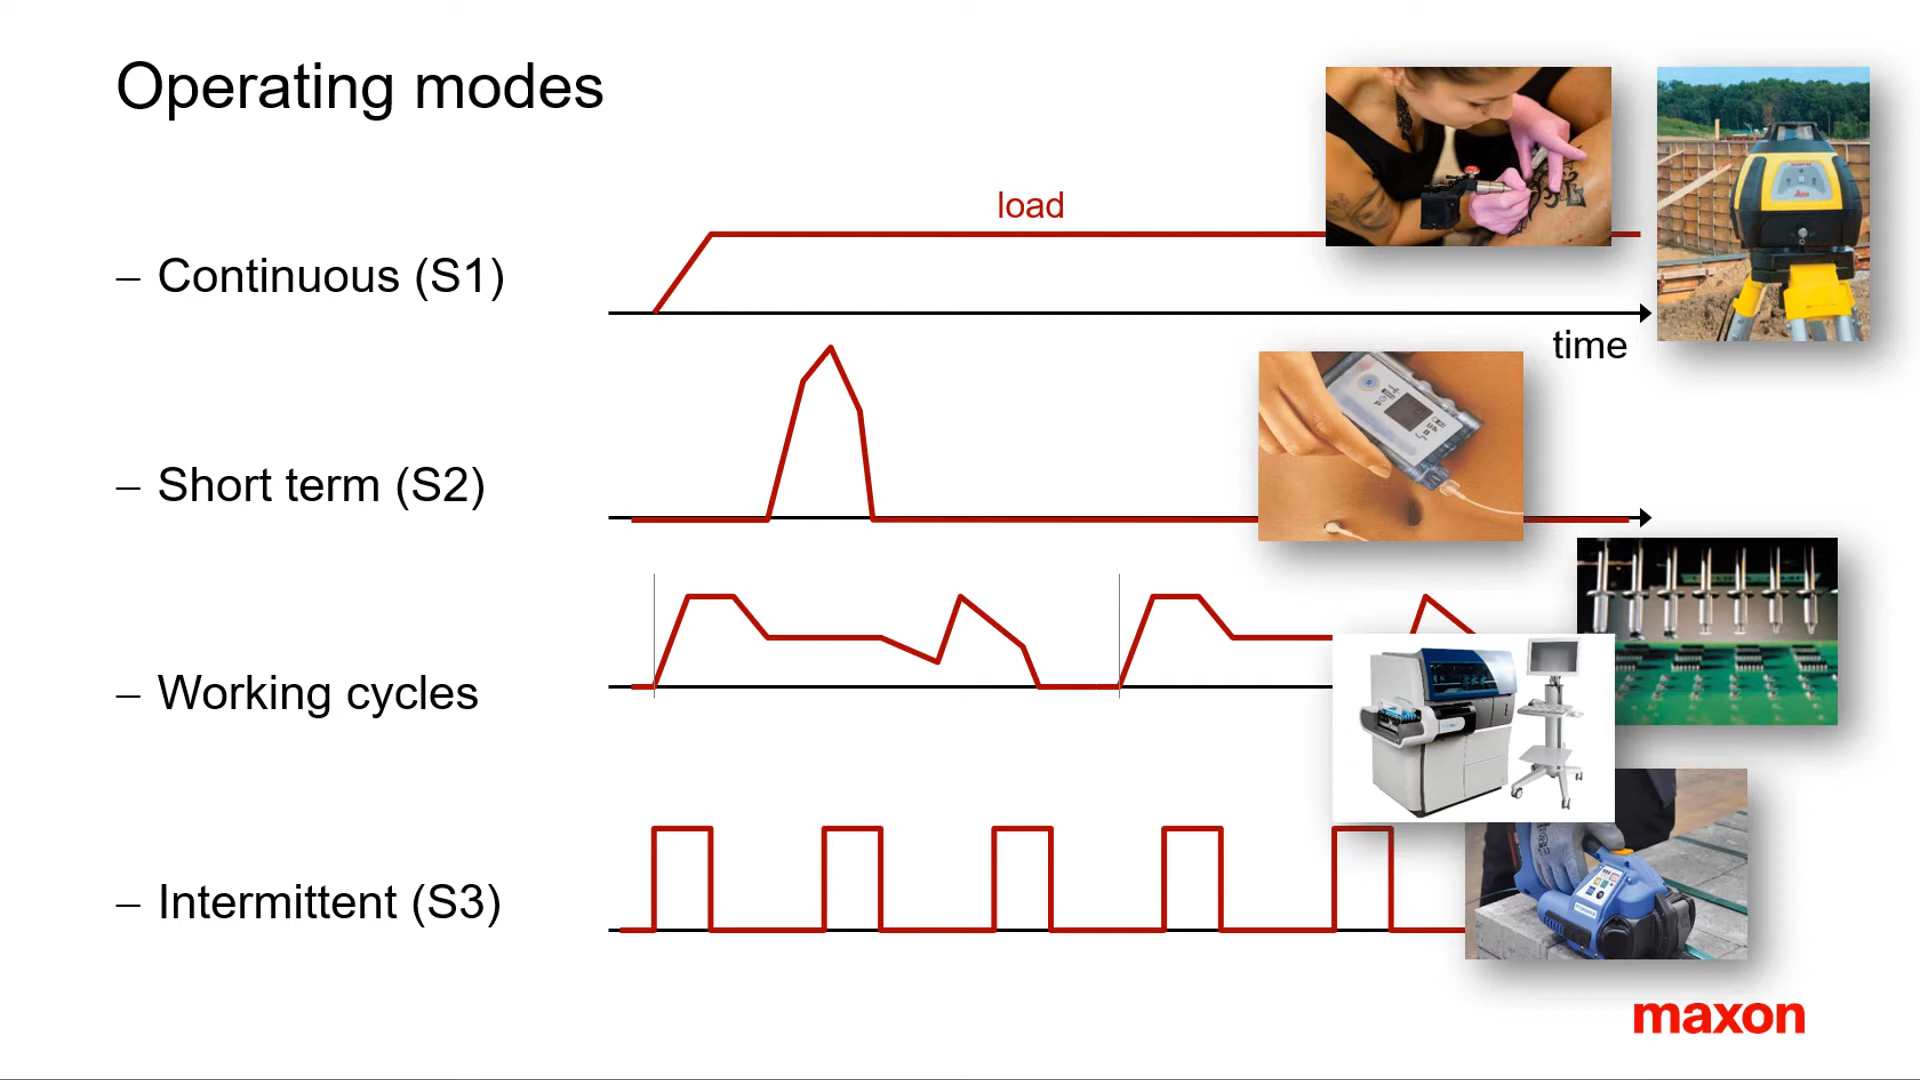 Operating modes
load
– Continuous (S1)
time
– Short term (S2)
– Working cycles
– Intermittent (S3)
maxon